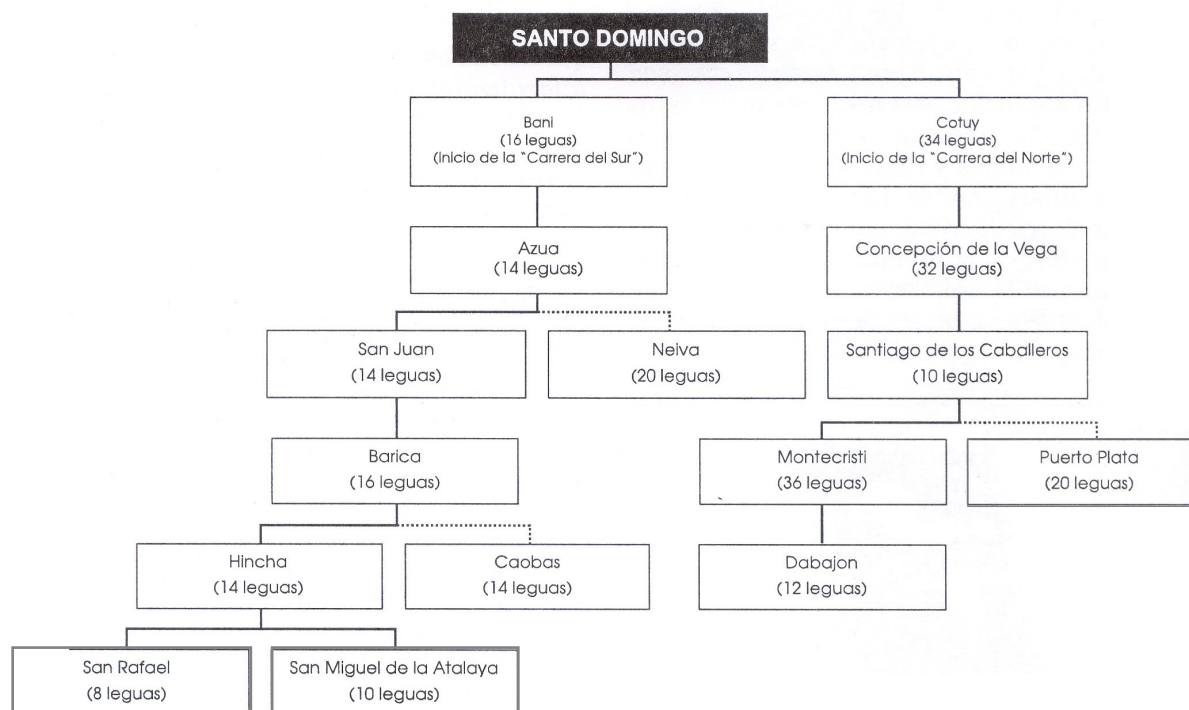 SANTO DOMINGO
Bani
(16 leguas)
(Inicio de la "Carrera del Sur")
Cotuy
(34 leguas)
(Inicio de la "Carrera del Norte")
Azua
(14 leguas)
Concepción de la Vega
(32 leguas)
San Juan
(14 leguas)
Neiva
(20 leguas)
Santiago de los Caballeros
(10 leguas)
Barica
(16 leguas)
Montecristi
(36 leguas)
Puerto Plata
(20 leguas)
Hincha
(14 leguas)
Caobas
(14 leguas)
Dabajon
(12 leguas)
San Rafael
(8 leguas)
San Miguel de la Atalaya
(10 leguas)